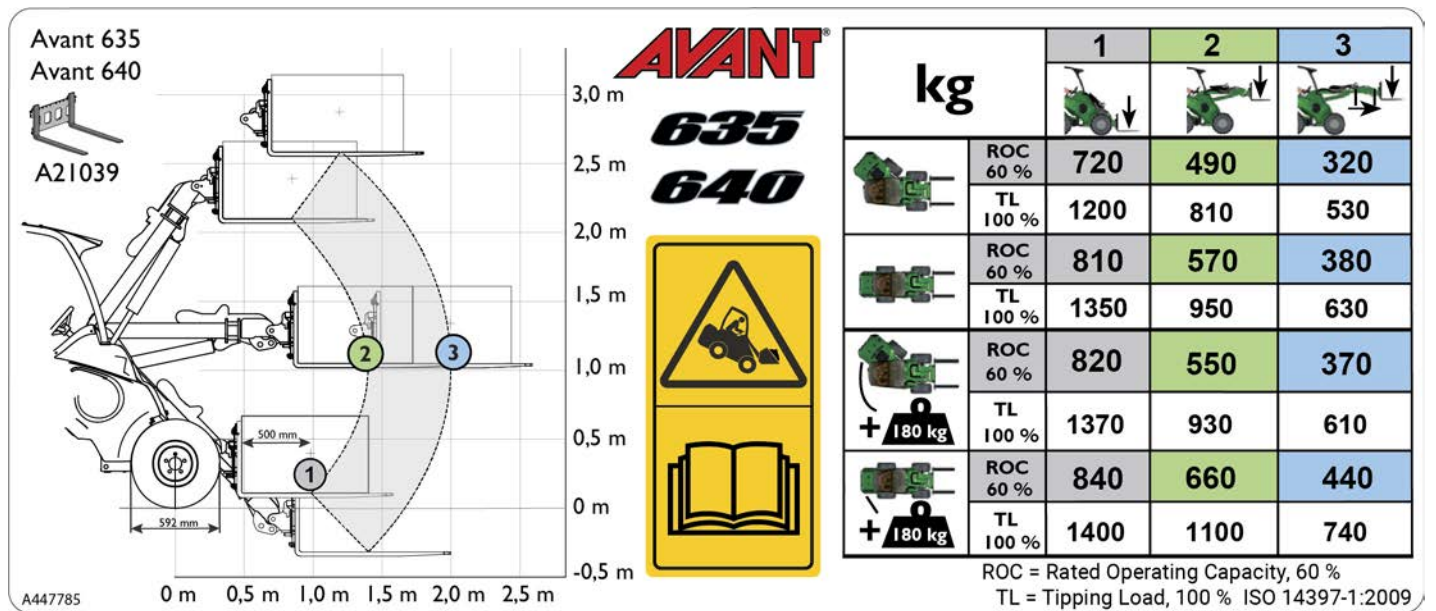 Avant 635
Avant 640
A21039
3,0 m
2,5 m
2,0 m
1,5 m
1,0 m
0,5 m
0 m
-0,5 m
2
3
500 mm
1
592 mm
0 m 0,5 m 1,0 m 1,5 m 2,0 m 2,5 m
A447785
AVANT®
635
640
kg 1 2 3
ROC 60 % 720 490 320
TL 100 % 1200 810 530
ROC 60 % 810 570 380
TL 100 % 1350 950 630
ROC 60 % 820 550 370
+ 180 kg TL 100 % 1370 930 610
ROC 60 % 840 660 440
+ 180 kg TL 100 % 1400 1100 740
ROC = Rated Operating Capacity, 60 %
TL = Tipping Load, 100 % ISO 14397-1:2009